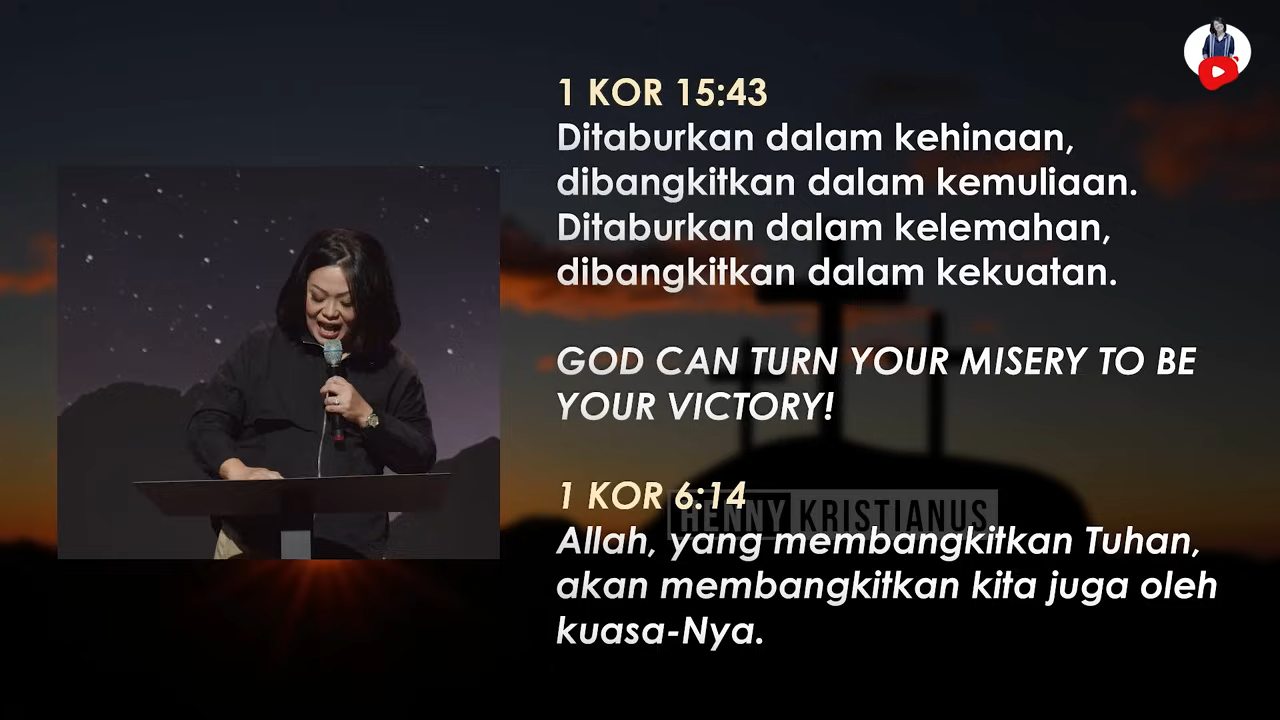 1 KOR 15:43
Ditaburkan dalam kehinaan,
dibangkitkan dalam kemuliaan.
Ditaburkan dalam kelemahan,
dibangkitkan dalam kekuatan.
GOD CAN TURN YOUR MISERY TO BE
YOUR VICTORY!
1 KOR 6:14
HENNY KRISTIANUS
Allah, yang membangkitkan Tuhan,
akan membangkitkan kita juga oleh
kuasa-Nya.